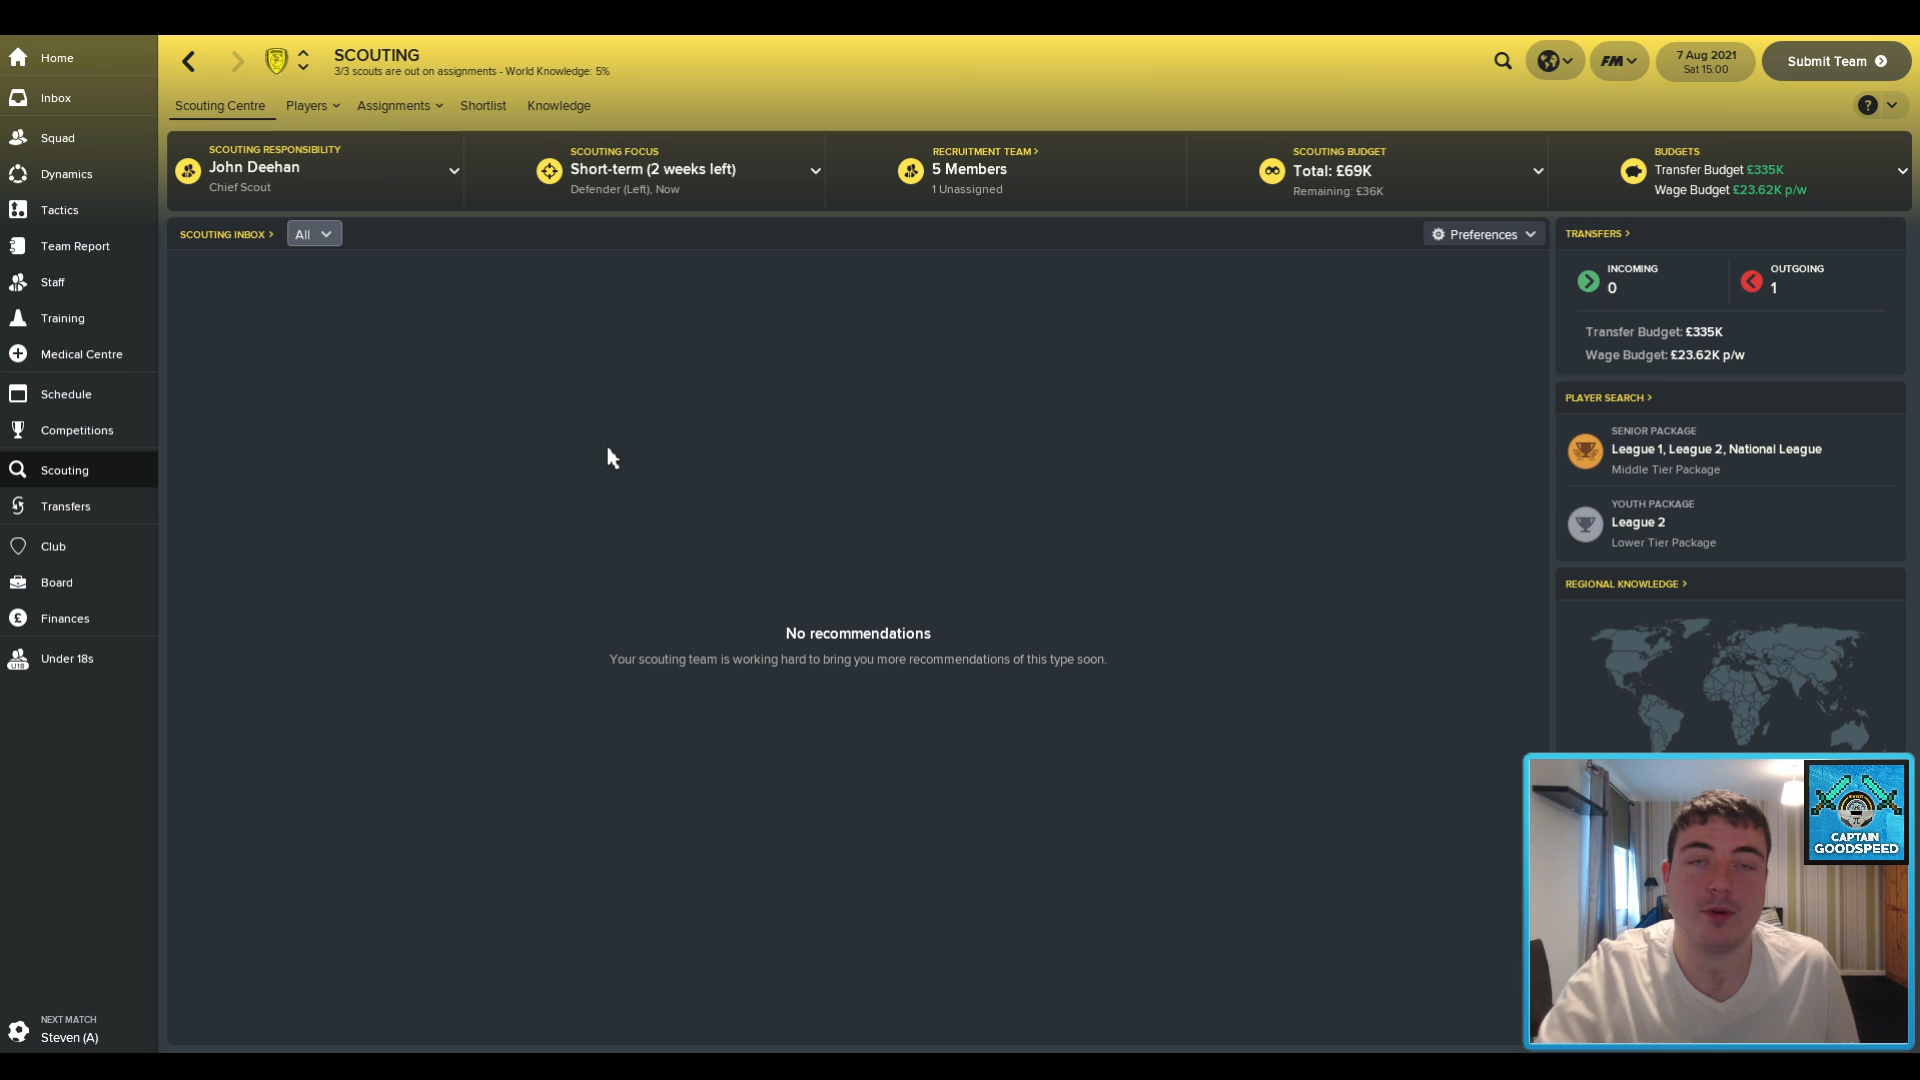 Home
Inbox
Squad
Dynamics
Tactics
Team Report
Staff
Training
Medical Centre
Schedule
Competitions
Scouting
Transfers
Club
Board
Finances
Under 18s
NEXT MATCH
Steven (A)
SCOUTING
3/3 scouts are out on assignments - World Knowledge: 5%
FM
7 Aug 2021
Sat 15:00
Submit Team
Scouting Centre
Players
Assignments
Shortlist
Knowledge
?
SCOUTING RESPONSIBILITY
John Deehan
Chief Scout
SCOUTING FOCUS
Short-term (2 weeks left)
Defender (Left), Now
RECRUITMENT TEAM >
5 Members
1 Unassigned
SCOUTING BUDGET
Total: £69K
Remaining: £36K
BUDGETS
Transfer Budget £335K
Wage Budget £23.62K p/w
SCOUTING INBOX >
All
Preferences
No recommendations
Your scouting team is working hard to bring you more recommendations of this type soon.
TRANSFERS >
INCOMING
0
OUTGOING
1
Transfer Budget: £335K
Wage Budget: £23.62K p/w
PLAYER SEARCH >
SENIOR PACKAGE
League 1, League 2, National League
Middle Tier Package
YOUTH PACKAGE
League 2
Lower Tier Package
REGIONAL KNOWLEDGE >
CAPTAIN
GOODSPEED